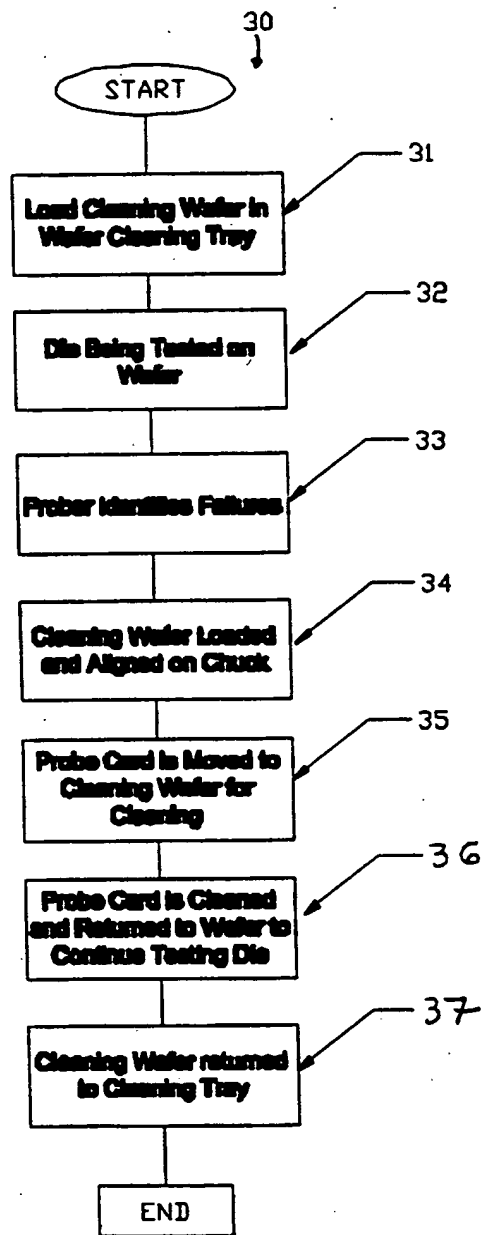 30
START
31
Load Cleaning Wafer in
Wafer Cleaning Tray
32
Die Being Tested on
Wafer
33
Prober Identifies Failures
34
Cleaning Wafer Loaded
and Aligned on Chuck
35
Probe Card is Moved to
Cleaning Wafer for
Cleaning
36
Probe Card is Cleaned
and Returned to Wafer to
Continue Testing Die
37
Cleaning Wafer returned
to Cleaning Tray
END